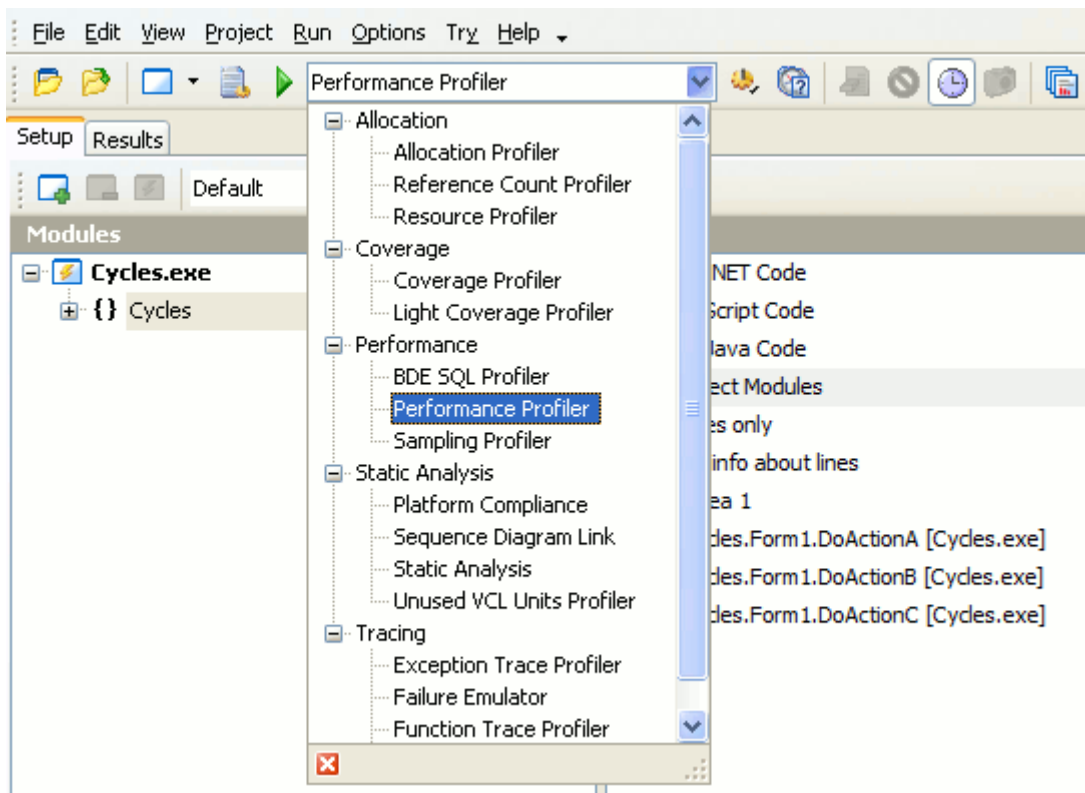 File Edit View Project Run Options Try Help
Performance Profiler
Setup Results
Default
Modules
Cycles.exe
{} Cycles
Allocation
Allocation Profiler
Reference Count Profiler
Resource Profiler
Coverage
Coverage Profiler
Light Coverage Profiler
Performance
BDE SQL Profiler
Performance Profiler
Sampling Profiler
Static Analysis
Platform Compliance
Sequence Diagram Link
Static Analysis
Unused VCL Units Profiler
Tracing
Exception Trace Profiler
Failure Emulator
Function Trace Profiler
NET Code
Script Code
Java Code
ect Modules
es only
info about lines
ea 1
cles.Form1.DoActionA [Cycles.exe]
cles.Form1.DoActionB [Cycles.exe]
cles.Form1.DoActionC [Cycles.exe]